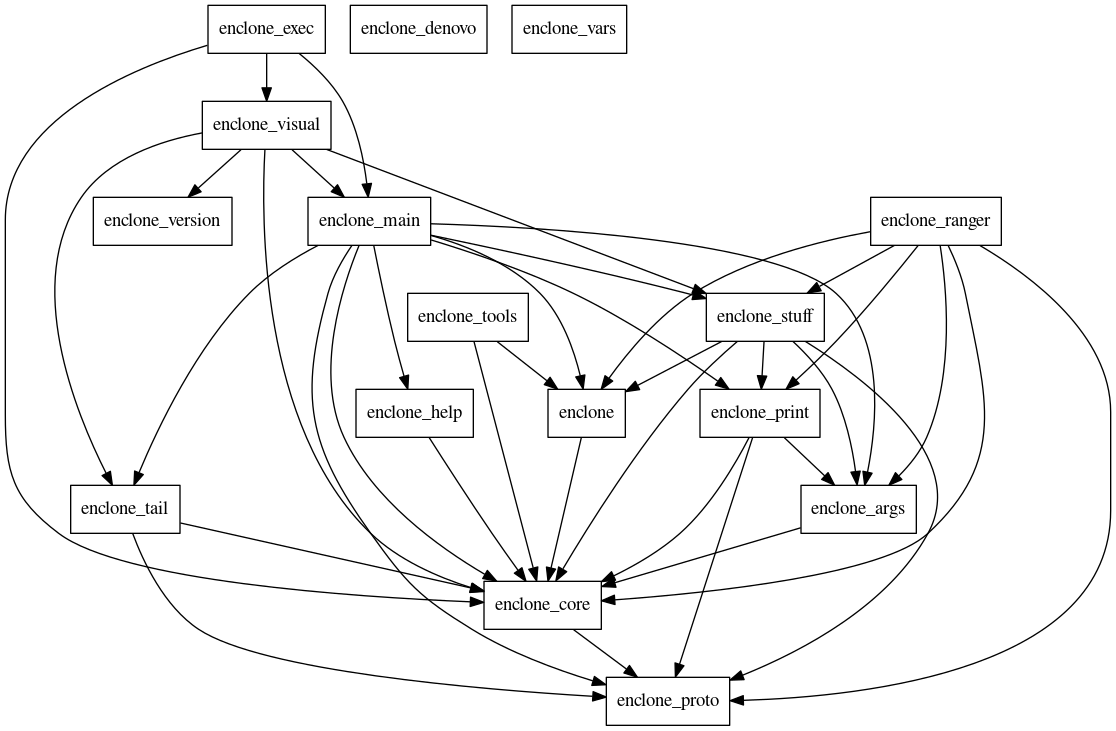 enclone_exec
enclone_denovo
enclone_vars
enclone_visual
enclone_version
enclone_main
enclone_ranger
enclone_tools
enclone_stuff
enclone_help
enclone
enclone_print
enclone_tail
enclone_args
enclone_core
enclone_proto